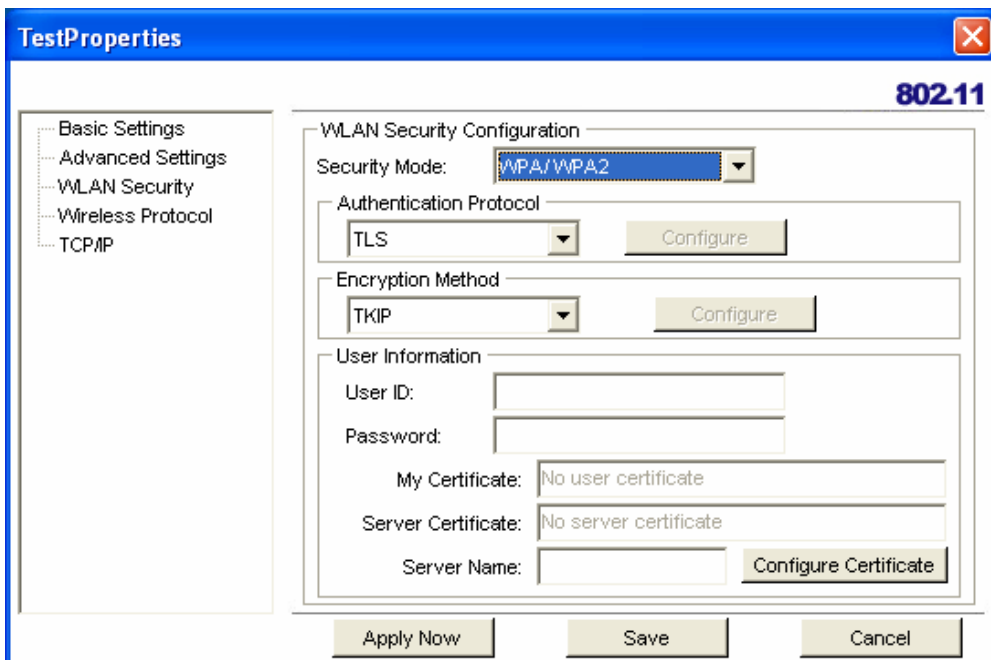 TestProperties
802.11
Basic Settings
Advanced Settings
WLAN Security
Wireless Protocol
TCP/IP
WLAN Security Configuration
Security Mode: WPA/WPA2
Authentication Protocol
TLS Configure
Encryption Method
TKIP Configure
User Information
User ID:
Password:
My Certificate: No user certificate
Server Certificate: No server certificate
Server Name: Configure Certificate
Apply Now Save Cancel